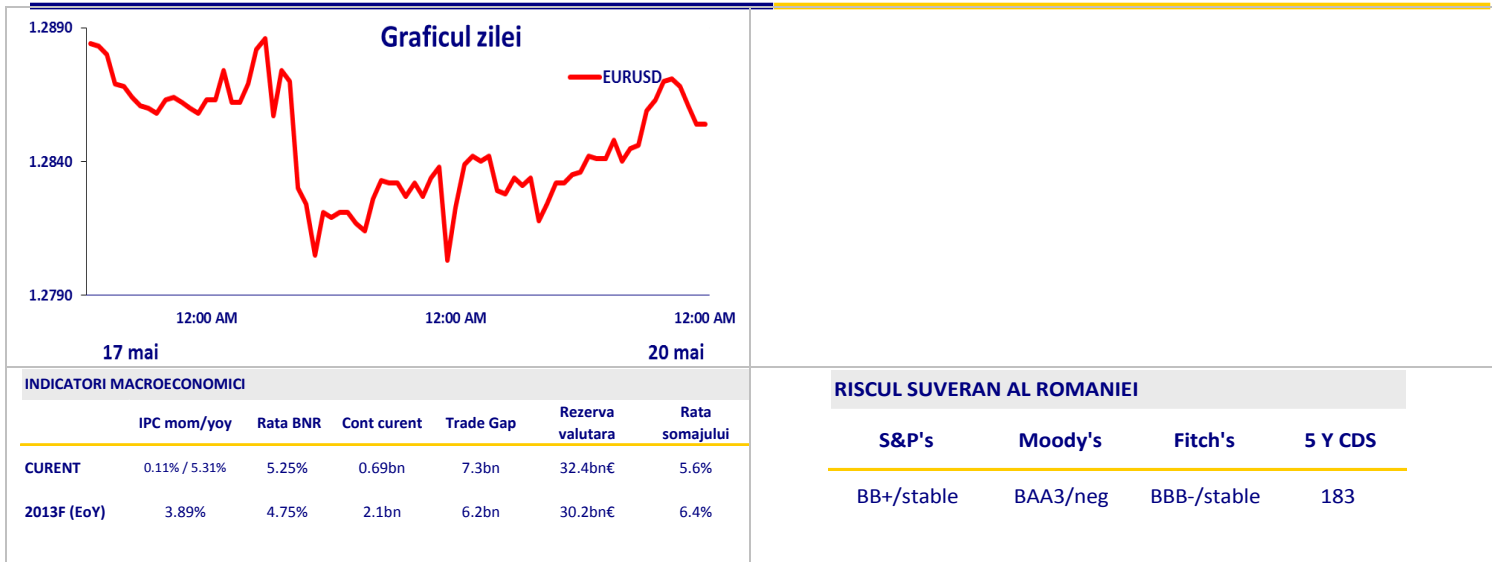 Graficul zilei
1.2890
EURUSD
1.2840
1.2790
12:00 AM 12:00 AM 12:00 AM
17 mai 20 mai
INDICATORI MACROECONOMICI
IPC mom/yoy Rata BNR Cont curent Trade Gap Rezerva valutara Rata somajului
CURENT 0.11% / 5.31% 5.25% 0.69bn 7.3bn 32.4bn€ 5.6%
2013F (EoY) 3.89% 4.75% 2.1bn 6.2bn 30.2bn€ 6.4%
RISCUL SUVERAN AL ROMANIEI
S&P's Moody's Fitch's 5 Y CDS
BB+/stable BAA3/neg BBB-/stable 183